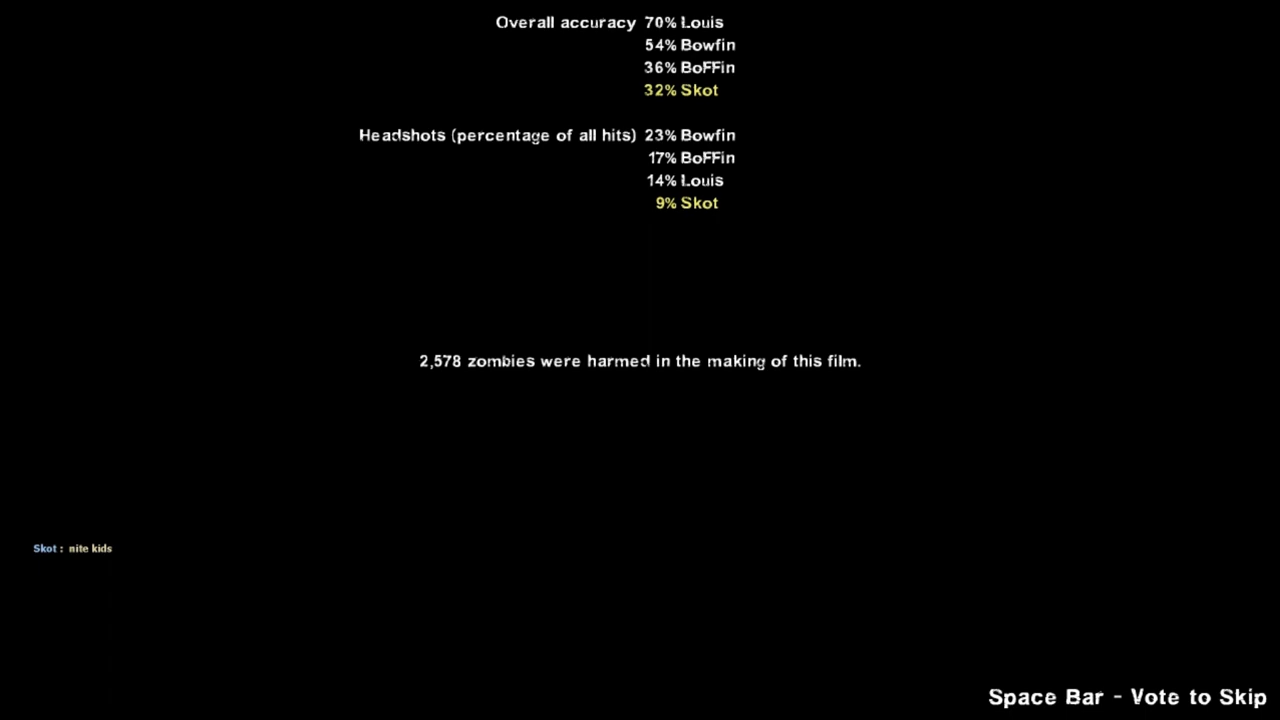 Overall accuracy 70% Louis
54% Bowfin
36% BoFFin
32% Skot
Headshots (percentage of all hits) 23% Bowfin
17% BoFFin
14% Louis
9% Skot
2,578 zombies were harmed in the making of this film.
Skot : nite kids
Space Bar - Vote to Skip